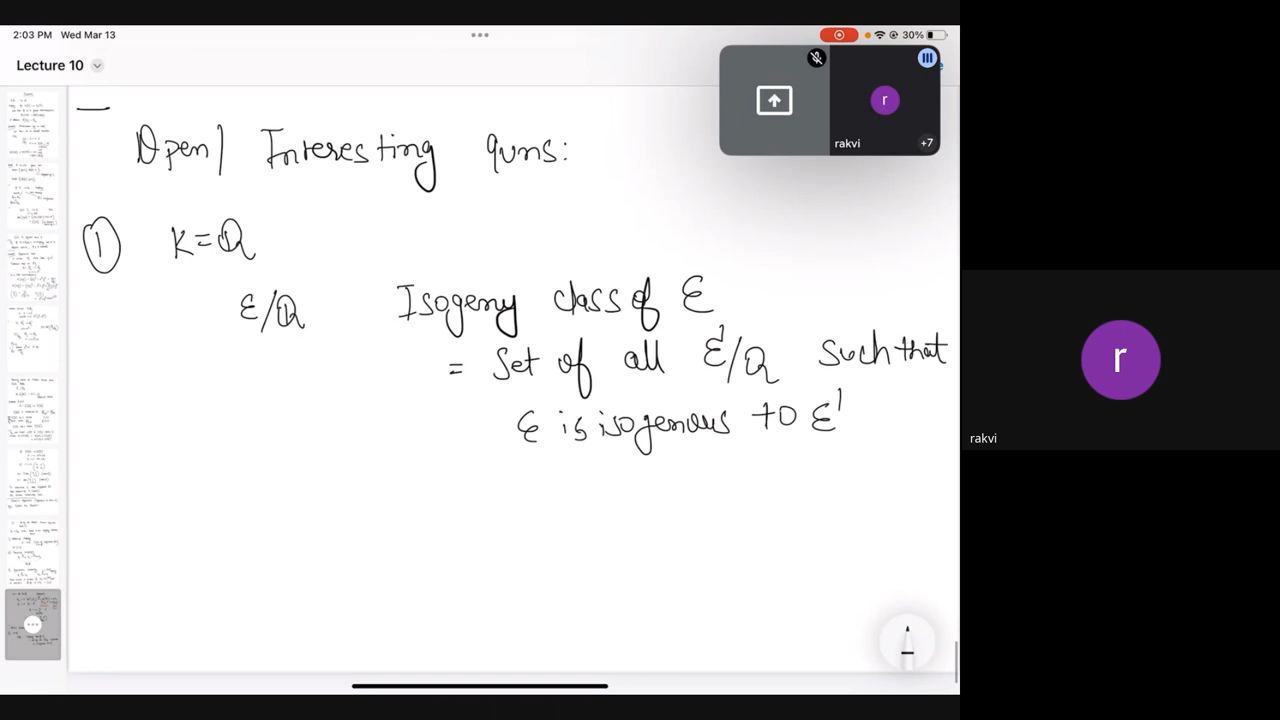 2:03 PM Wed Mar 13
30%
Lecture 10
r
rakvi
+7
Open/ Interesting quns:
① K=Q
E/Q Isogeny class of E
= Set of all E'/Q such that
E is isogenous to E'
r
rakvi